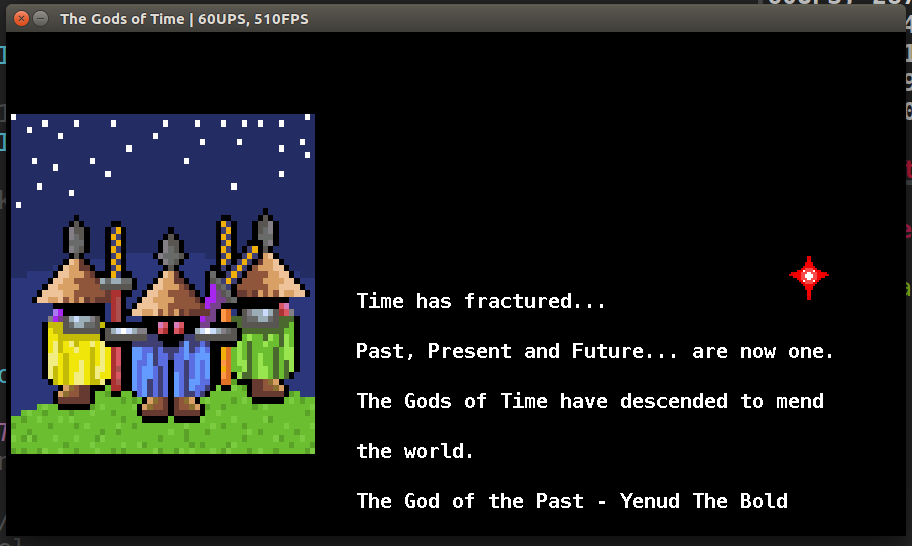 The Gods of Time | 60UPS, 510FPS
Time has fractured...
Past, Present and Future... are now one.
The Gods of Time have descended to mend
the world.
The God of the Past - Yenud The Bold